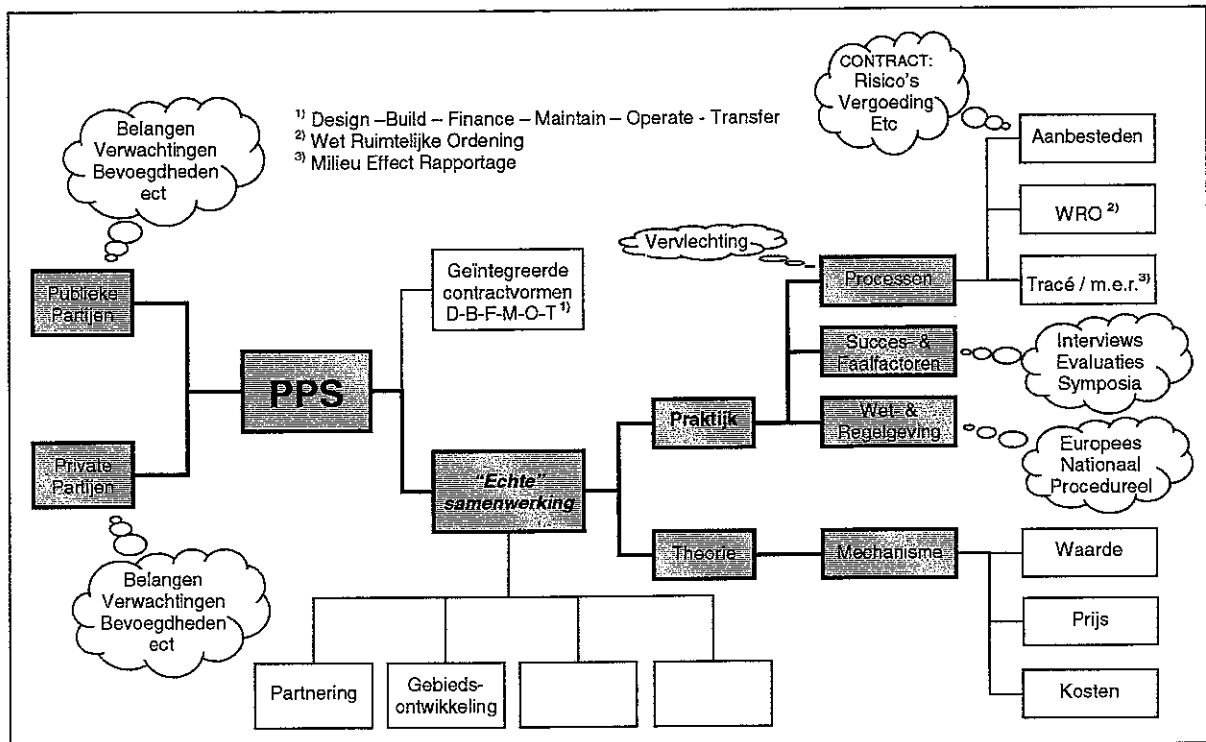 CONTRACT:
Risico's
Vergoeding
Etc
Belangen
Verwachtingen
Bevoegdheden
ect
1) Design –Build – Finance – Maintain – Operate - Transfer
2) Wet Ruimtelijke Ordening
3) Milieu Effect Rapportage
Aanbesteden
WRO 2)
Tracé / m.e.r.3)
Vervlechting
Processen
Publieke
Partijen
Geïntegreerde
contractvormen
D-B-F-M-O-T 1)
Succes- &
Faalfactoren
Interviews
Evaluaties
Symposia
PPS
Praktijk
Wet- &
Regelgeving
Europees
Nationaal
Procedureel
Private
Partijen
"Echte"
samenwerking
Theorie
Mechanisme
Waarde
Prijs
Kosten
Belangen
Verwachtingen
Bevoegdheden
ect
Partnering
Gebieds-
ontwikkeling